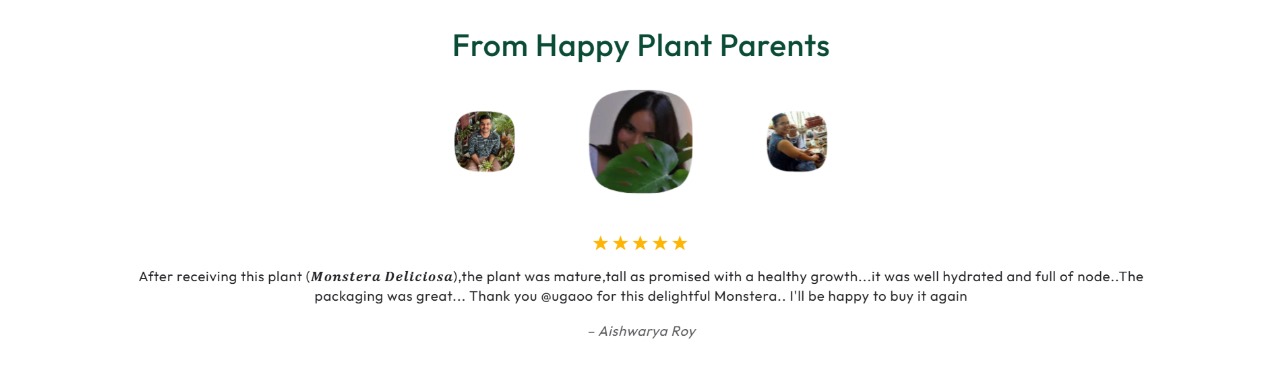 From Happy Plant Parents
★★★★★
After receiving this plant (Monstera Deliciosa),the plant was mature,tall as promised with a healthy growth...it was well hydrated and full of node..The
packaging was great... Thank you @ugaoo for this delightful Monstera.. I'll be happy to buy it again
– Aishwarya Roy